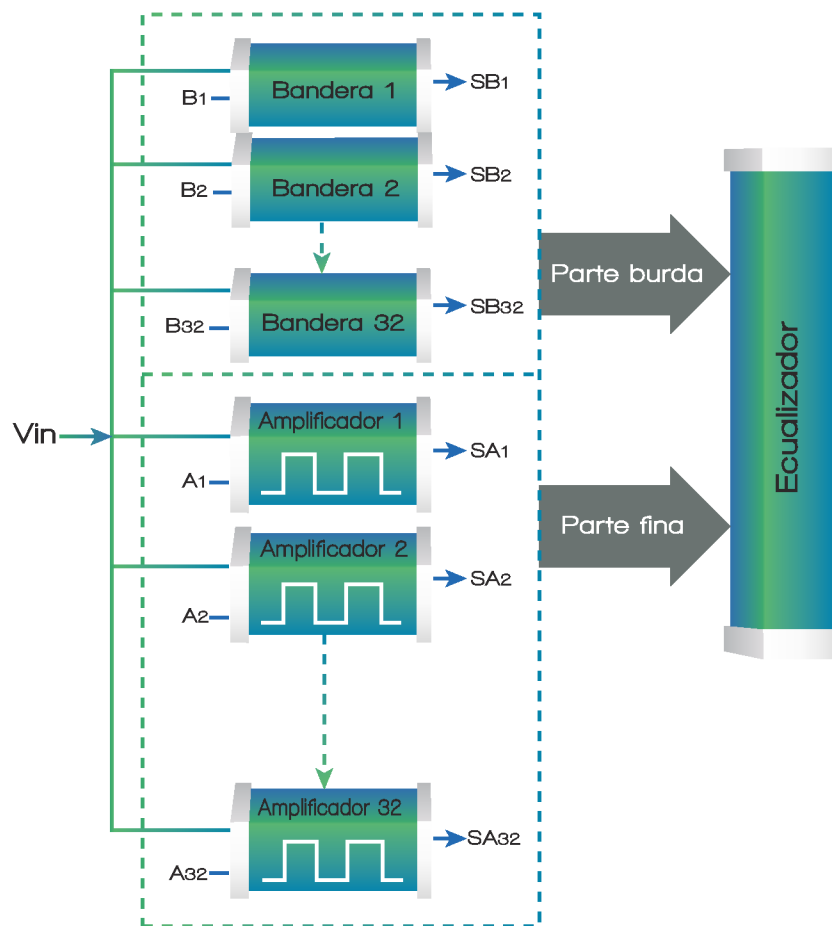 Bandera 1
SB1
B1
Bandera 2
SB2
B2
Bandera 32
SB32
B32
Parte burda
Ecualizador
Vin
Amplificador 1
SA1
A1
Parte fina
Amplificador 2
SA2
A2
Amplificador 32
SA32
A32